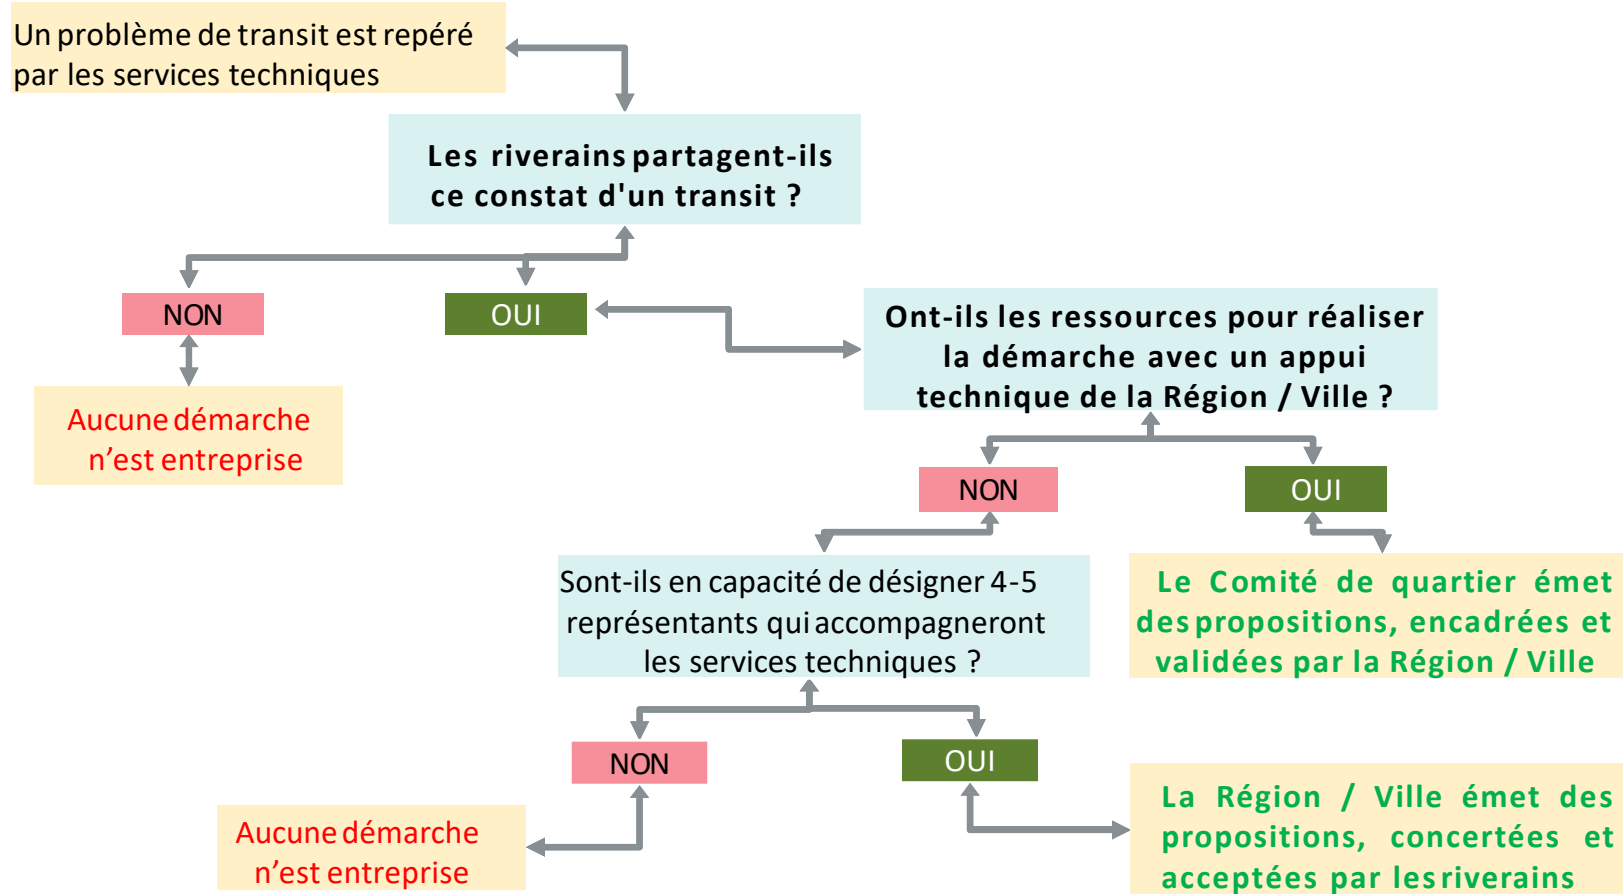 Un problème de transit est repéré
par les services techniques
Les riverains partagent-ils
ce constat d'un transit ?
NON
OUI
Ont-ils les ressources pour réaliser
la démarche avec un appui
technique de la Région / Ville ?
Aucune démarche
n’est entreprise
NON
OUI
Sont-ils en capacité de désigner 4-5
représentants qui accompagneront
les services techniques ?
Le Comité de quartier émet
des propositions, encadrées et
validées par la Région / Ville
NON
OUI
Aucune démarche
n’est entreprise
La Région / Ville émet des
propositions, concertées et
acceptées par les riverains